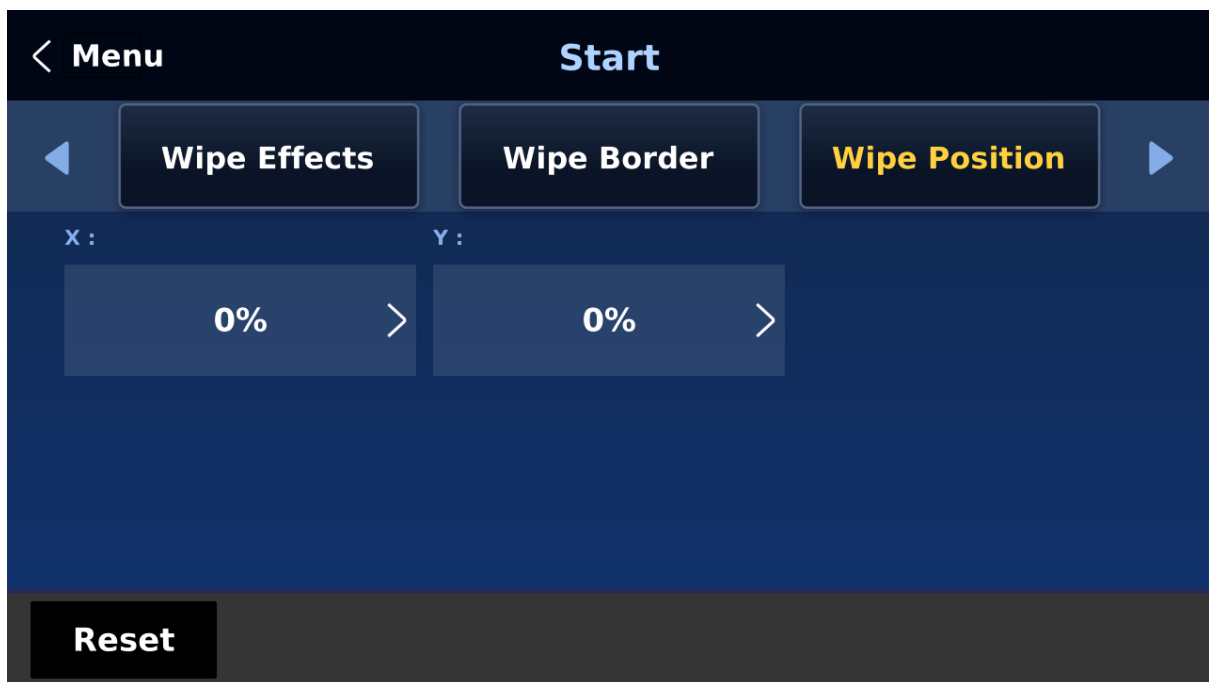 Menu
Start
Wipe Effects
Wipe Border
Wipe Position
X :
Y :
0%
0%
Reset